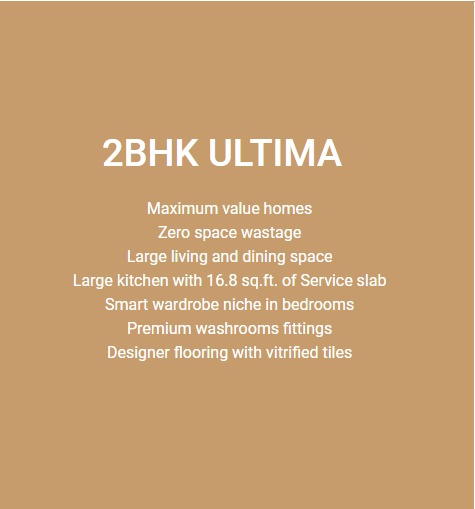 2BHK ULTIMA
Maximum value homes
Zero space wastage
Large living and dining space
Large kitchen with 16.8 sq.ft. of Service slab
Smart wardrobe niche in bedrooms
Premium washrooms fittings
Designer flooring with vitrified tiles